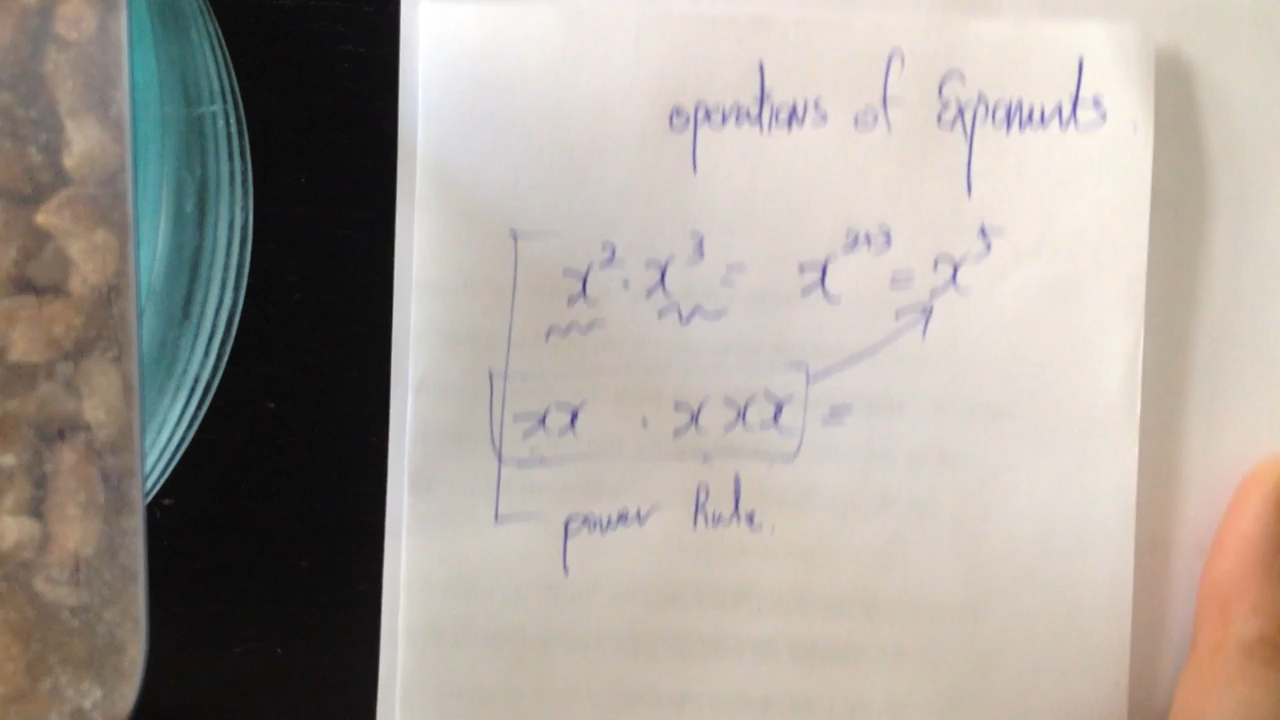 operations of Exponents.
x²·x³= x²⁺³=x⁵
xx · xxx =
power Rule.